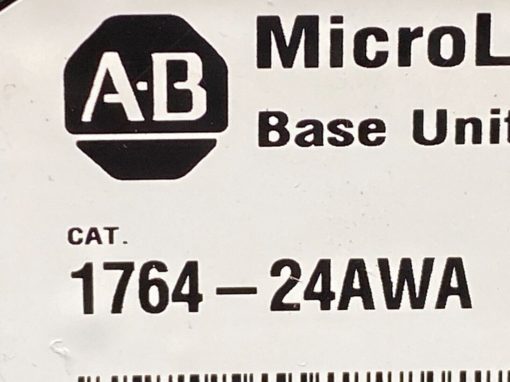 A·B
MicroL
Base Unit
CAT.
1764-24AWA